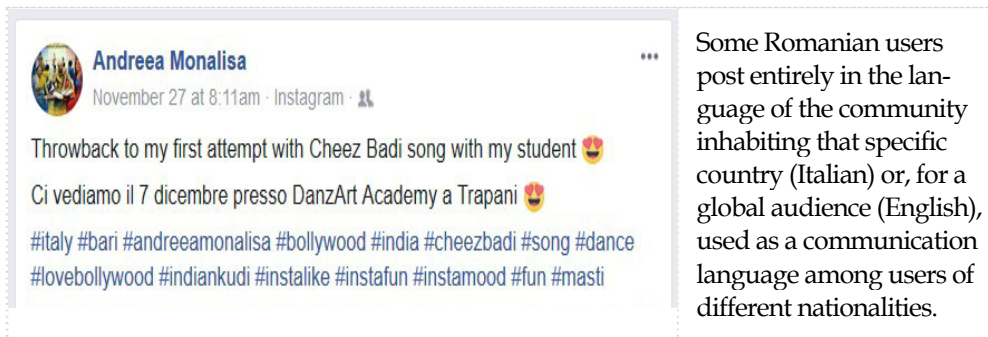 Andreea Monalisa
November 27 at 8:11am · Instagram ·
Throwback to my first attempt with Cheez Badi song with my student 😍
Ci vediamo il 7 dicembre presso DanzArt Academy a Trapani 😍
#italy #bari #andreeamonalisa #bollywood #india #cheezbadi #song #dance
#lovebollywood #indiankudi #instalike #instafun #instamood #fun #masti
Some Romanian users
post entirely in the lan-
guage of the community
inhabiting that specific
country (Italian) or, for a
global audience (English),
used as a communication
language among users of
different nationalities.